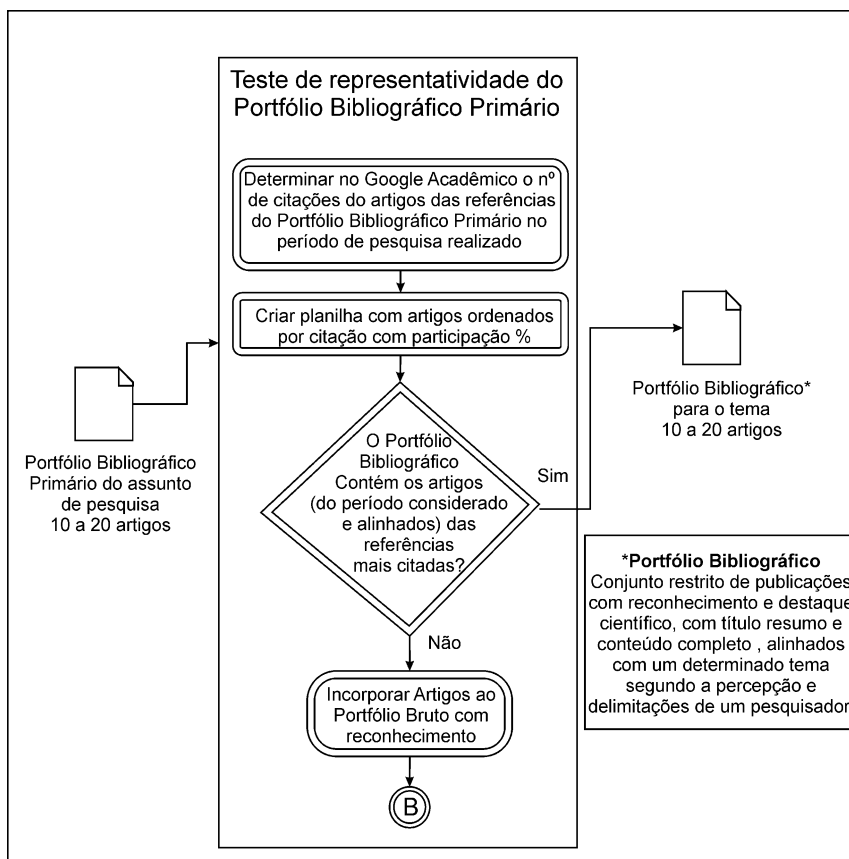 Teste de representatividade do
Portfólio Bibliográfico Primário
Determinar no Google Acadêmico o nº
de citações do artigos das referências
do Portfólio Bibliográfico Primário no
período de pesquisa realizado
Criar planilha com artigos ordenados
por citação com participação %
Portfólio Bibliográfico
Primário do assunto
de pesquisa
10 a 20 artigos
O Portfólio
Bibliográfico
Contém os artigos
(do período considerado
e alinhados) das
referências
mais citadas?
Sim
Não
Portfólio Bibliográfico*
para o tema
10 a 20 artigos
*Portfólio Bibliográfico
Conjunto restrito de publicações
com reconhecimento e destaque
científico, com título resumo e
conteúdo completo , alinhados
com um determinado tema
segundo a percepção e
delimitações de um pesquisador
Incorporar Artigos ao
Portfólio Bruto com
reconhecimento
B